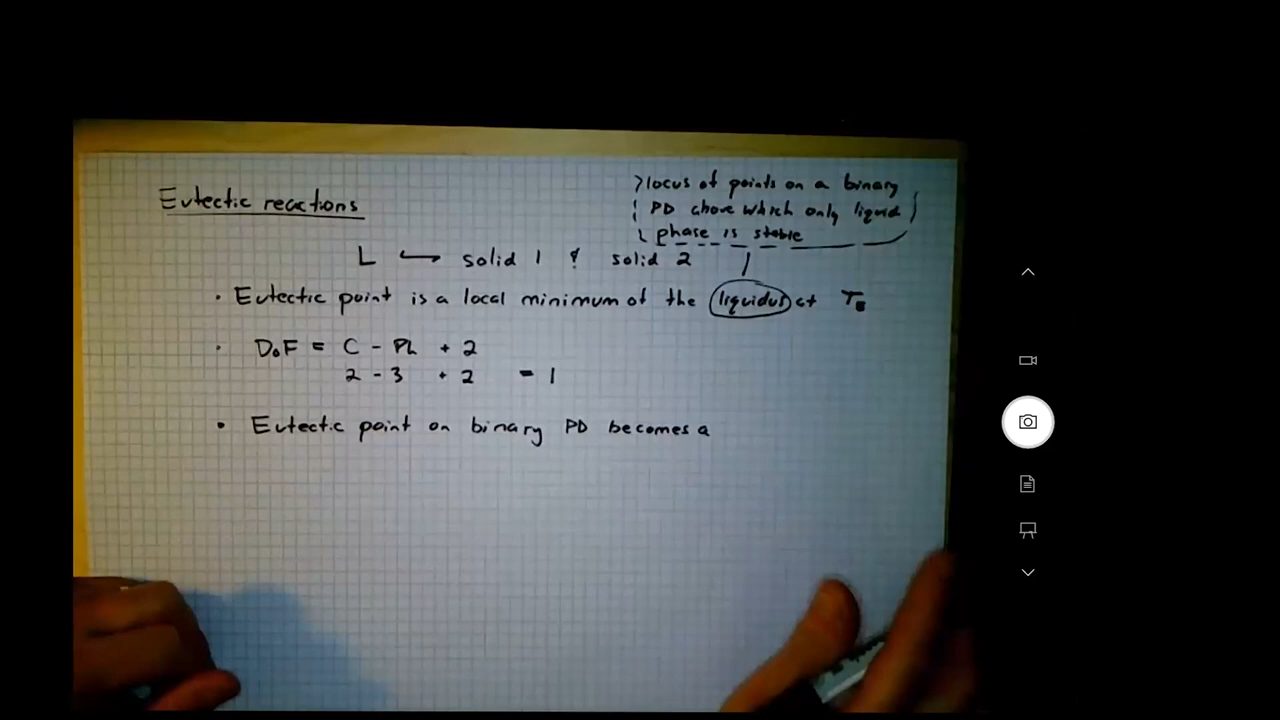 Eutectic reactions
locus of points on a binary
PD above which only liquid
phase is stable
L ↔ solid 1 & solid 2
• Eutectic point is a local minimum of the liquidus at TE
• DoF = C - Ph + 2
2 - 3 + 2 = 1
• Eutectic point on binary PD becomes a